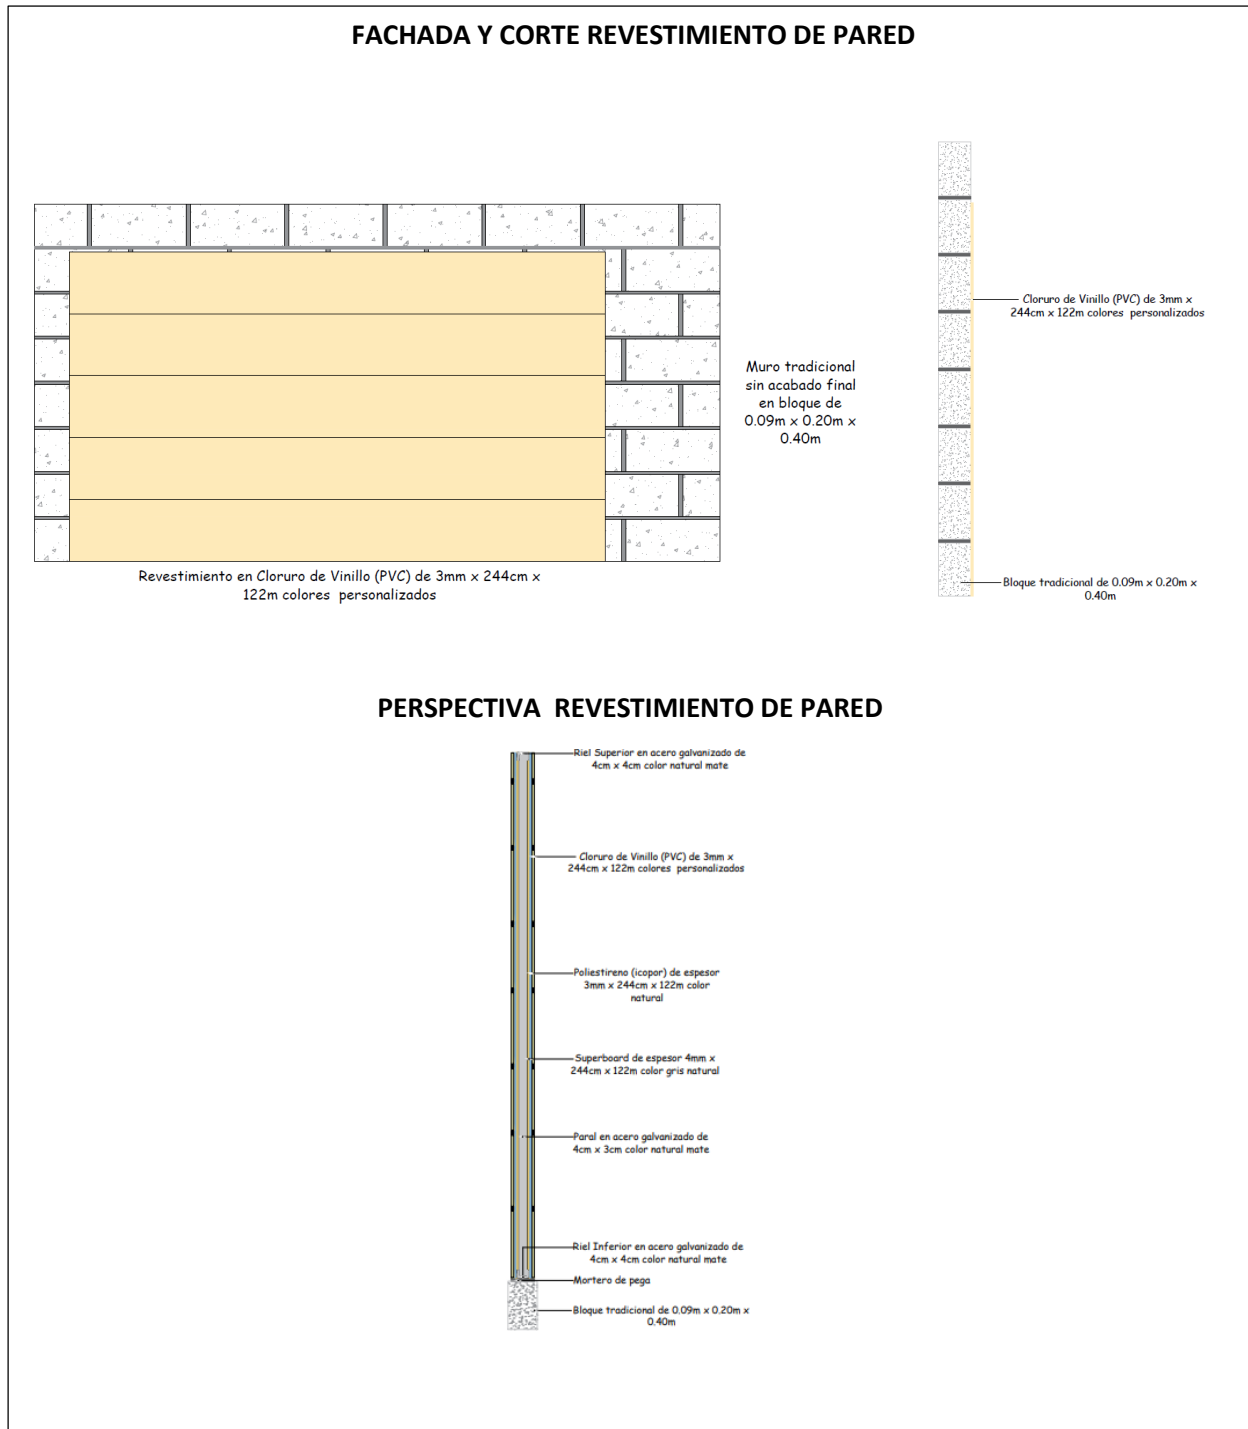 FACHADA Y CORTE REVESTIMIENTO DE PARED
Cloruro de Vinillo (PVC) de 3mm x
244cm x 122m colores personalizados
Muro tradicional
sin acabado final
en bloque de
0.09m x 0.20m x
0.40m
Revestimiento en Cloruro de Vinillo (PVC) de 3mm x 244cm x
122m colores personalizados
Bloque tradicional de 0.09m x 0.20m x
0.40m
PERSPECTIVA REVESTIMIENTO DE PARED
Riel Superior en acero galvanizado de
4cm x 4cm color natural mate
Cloruro de Vinillo (PVC) de 3mm x
244cm x 122m colores personalizados
Poliestireno (icopor) de espesor
3mm x 244cm x 122m color
natural
Superboard de espesor 4mm x
244cm x 122m color gris natural
Paral en acero galvanizado de
4cm x 3cm color natural mate
Riel Inferior en acero galvanizado de
4cm x 4cm color natural mate
Mortero de pega
Bloque tradicional de 0.09m x 0.20m x
0.40m